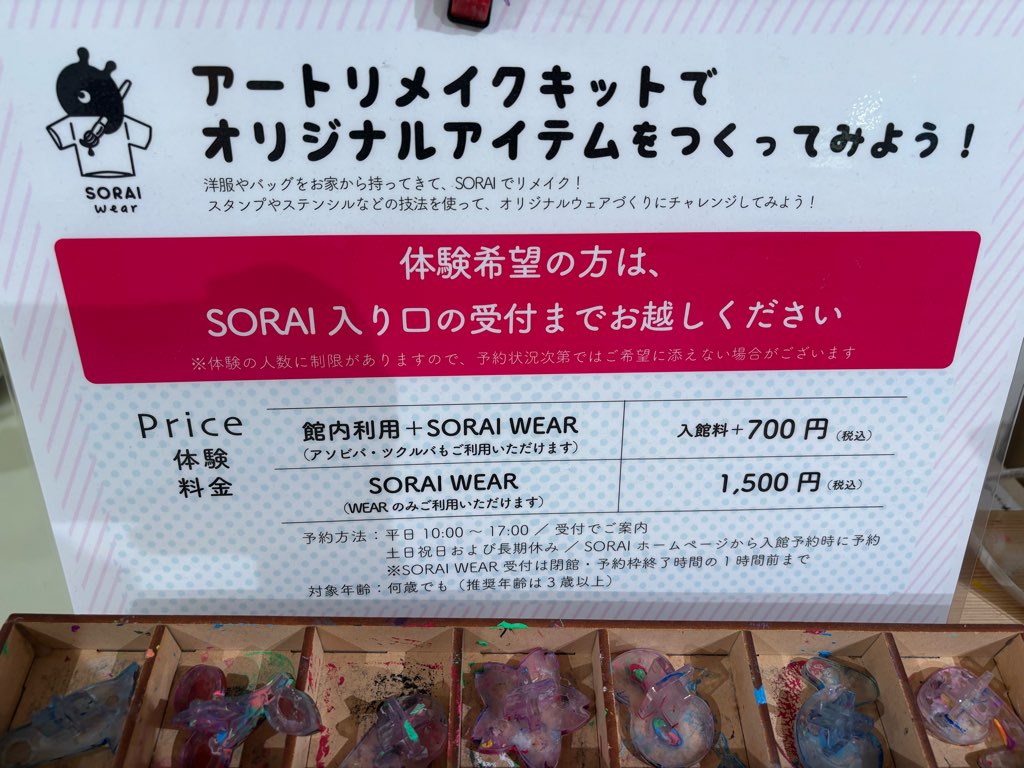 アートリメイクキットで
オリジナルアイテムをつくってみよう！
SORAI
wear
洋服やバッグをお家から持ってきて、SORAIでリメイク！
スタンプやステンシルなどの技法を使って、オリジナルウェアづくりにチャレンジしてみよう！
体験希望の方は、
SORAI 入り口の受付までお越しください
※体験の人数に制限がありますので、予約状況次第ではご希望に添えない場合がございます
Price
体験
料金
館内利用＋SORAI WEAR
（アソビバ・ツクルバもご利用いただけます）
入館料＋700円（税込）
SORAI WEAR
（WEARのみご利用いただけます）
1,500円（税込）
予約方法：平日 10:00 〜 17:00 ／ 受付でご案内
土日祝日および長期休み ／ SORAI ホームページから入館予約時に予約
※SORAI WEAR 受付は閉館・予約枠終了時間の1時間前まで
対象年齢：何歳でも（推奨年齢は3歳以上）